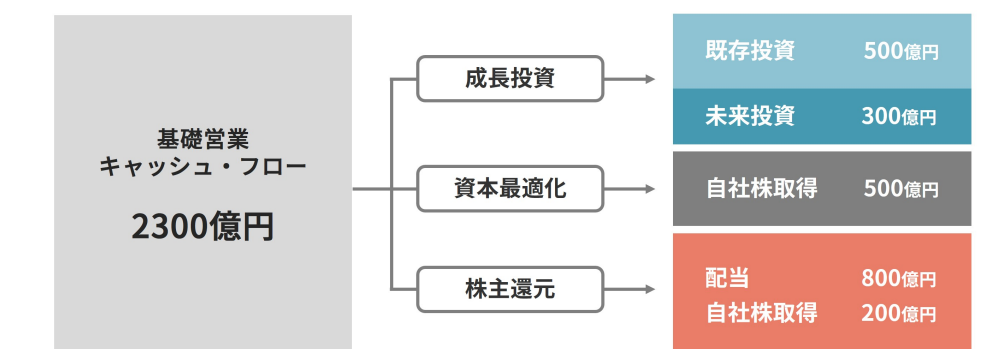 基礎営業
キャッシュ・フロー
2300億円
成長投資
既存投資 500億円
未来投資 300億円
資本最適化
自社株取得 500億円
株主還元
配当 800億円
自社株取得 200億円